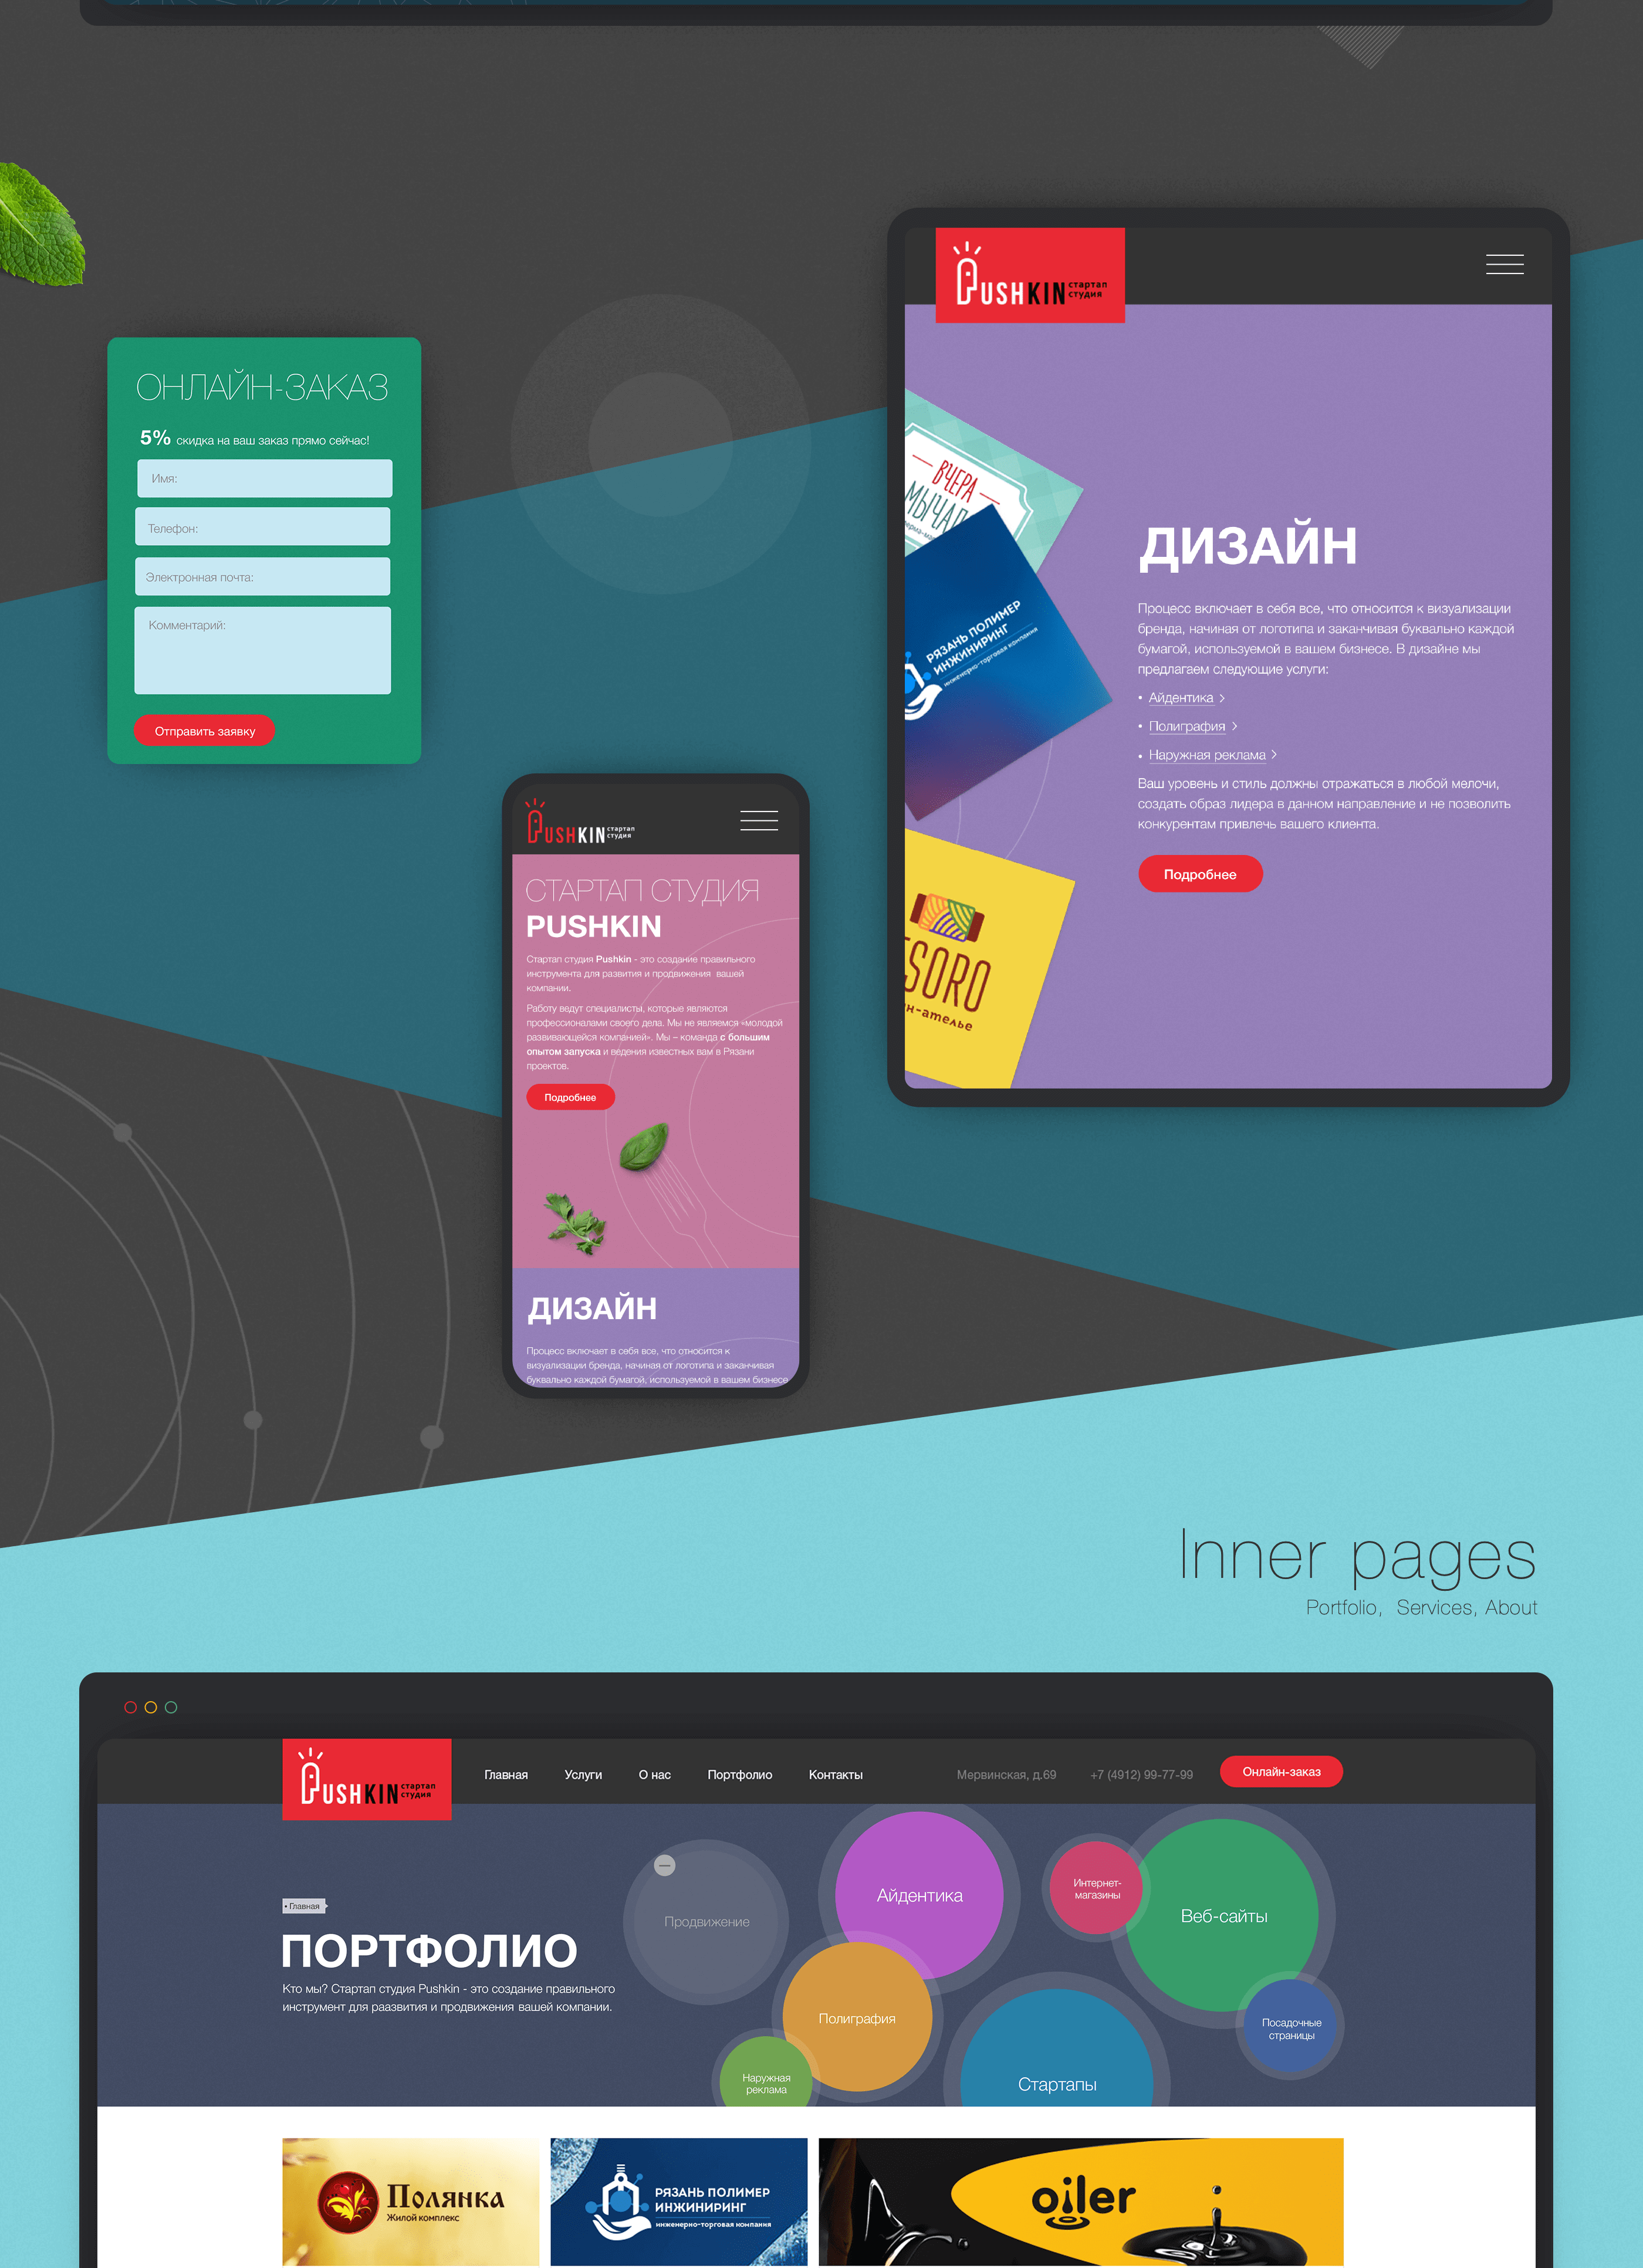 PUSHKIN стартап студия
ОНЛАЙН-ЗАКАЗ
5% скидка на ваш заказ прямо сейчас!
Имя:
Телефон:
Электронная почта:
Комментарий:
Отправить заявку
ВЧЕРА
МЫЧАЛ
РЯЗАНЬ ПОЛИМЕР
ИНЖИНИРИНГ
инженерно-торговая компания
SORO
н-ателье
ДИЗАЙН
Процесс включает в себя все, что относится к визуализации
бренда, начиная от логотипа и заканчивая буквально каждой
бумагой, используемой в вашем бизнесе. В дизайне мы
предлагаем следующие услуги:
• Айдентика >
• Полиграфия >
• Наружная реклама >
Ваш уровень и стиль должны отражаться в любой мелочи,
создать образ лидера в данном направление и не позволить
конкурентам привлечь вашего клиента.
Подробнее
PUSHKIN стартап студия
СТАРТАП СТУДИЯ
PUSHKIN
Стартап студия Pushkin - это создание правильного
инструмента для развития и продвижения вашей
компании.
Работу ведут специалисты, которые являются
профессионалами своего дела. Мы не являемся «молодой
развивающейся компанией». Мы – команда с большим
опытом запуска и ведения известных вам в Рязани
проектов.
Подробнее
ДИЗАЙН
Процесс включает в себя все, что относится к
визуализации бренда, начиная от логотипа и заканчивая
буквально каждой бумагой, используемой в вашем бизнесе
Inner pages
Portfolio, Services, About
PUSHKIN стартап студия
Главная Услуги О нас Портфолио Контакты Мервинская, д.69 +7 (4912) 99-77-99 Онлайн-заказ
• Главная
ПОРТФОЛИО
Кто мы? Стартап студия Pushkin - это создание правильного
инструмент для раазвития и продвижения вашей компании.
Продвижение
Айдентика
Интернет-
магазины
Веб-сайты
Полиграфия
Посадочные
страницы
Наружная
реклама
Стартапы
Полянка
Жилой комплекс
РЯЗАНЬ ПОЛИМЕР
ИНЖИНИРИНГ
инженерно-торговая компания
oiler